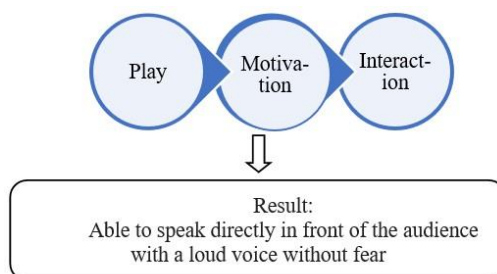 Play
Motiva-
tion
Interact-
ion
Result:
Able to speak directly in front of the audience
with a loud voice without fear